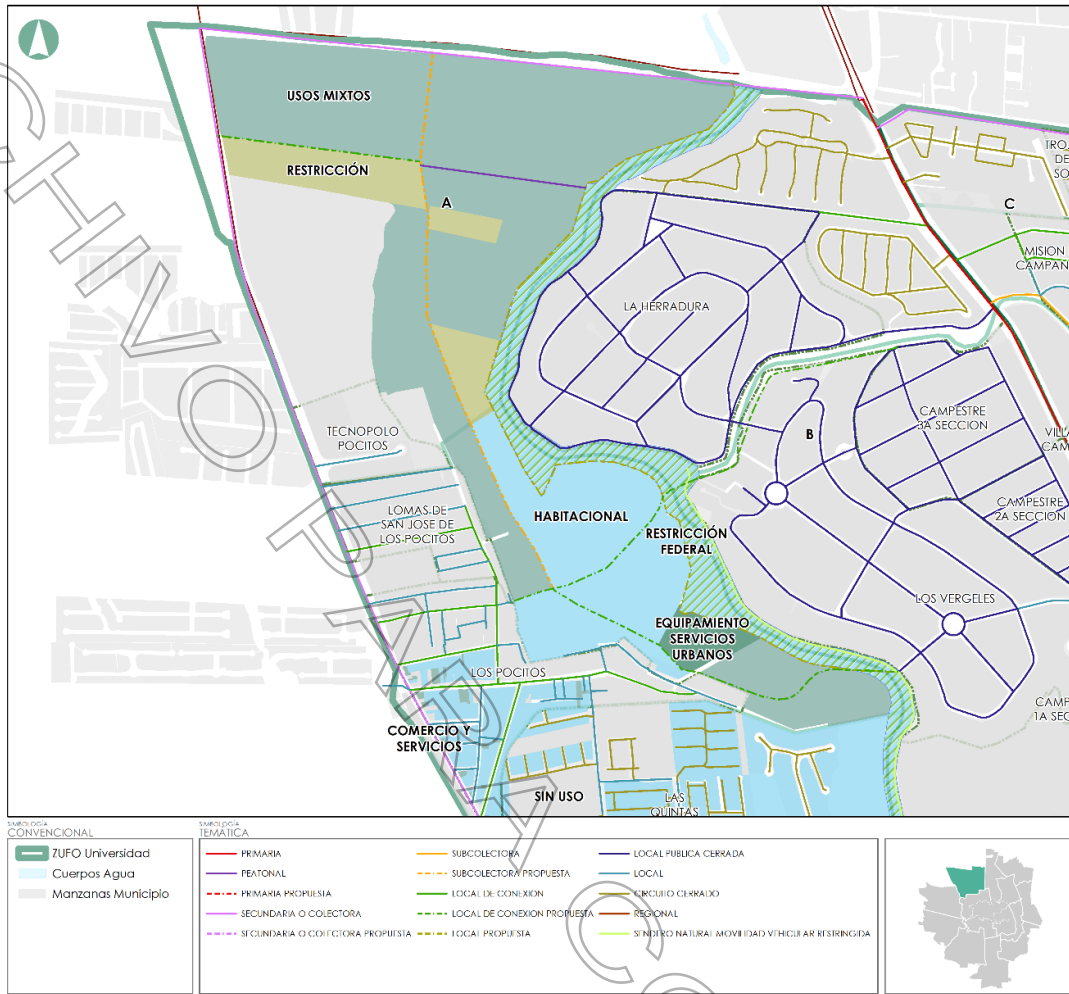 USOS MIXTOS
RESTRICCIÓN
A
C
MISION
LA HERRADURA
TECNOPOLO
POCITOS
B
CAMPESTRE
3A SECCION
LOMAS DE
SAN JOSE DE
LOS POCITOS
HABITACIONAL
CAMPESTRE
2A SECCION
RESTRICCIÓN
FEDERAL
LOS VERGELES
EQUIPAMIENTO
SERVICIOS
URBANOS
LOS POCITOS
1A SEC
COMERCIO Y
SERVICIOS
SIN USO
LAS
QUINTAS
SIMBOLOGÍA
CONVENCIONAL
ZUFO Universidad
Cuerpos Agua
Manzanas Municipio
SIMBOLOGÍA
TEMÁTICA
PRIMARIA
PEATONAL
PRIMARIA PROPUESTA
SECUNDARIA O COLECTORA
SECUNDARIA O COLECTORA PROPUESTA
SUBCOLECTORA
SUBCOLECTORA PROPUESTA
LOCAL DE CONEXION
LOCAL DE CONEXION PROPUESTA
LOCAL PROPUESTA
LOCAL PUBLICA CERRADA
LOCAL
CIRCUITO CERRADO
REGIONAL
SENDERO NATURAL MOVILIDAD VEHICULAR RESTRINGIDA